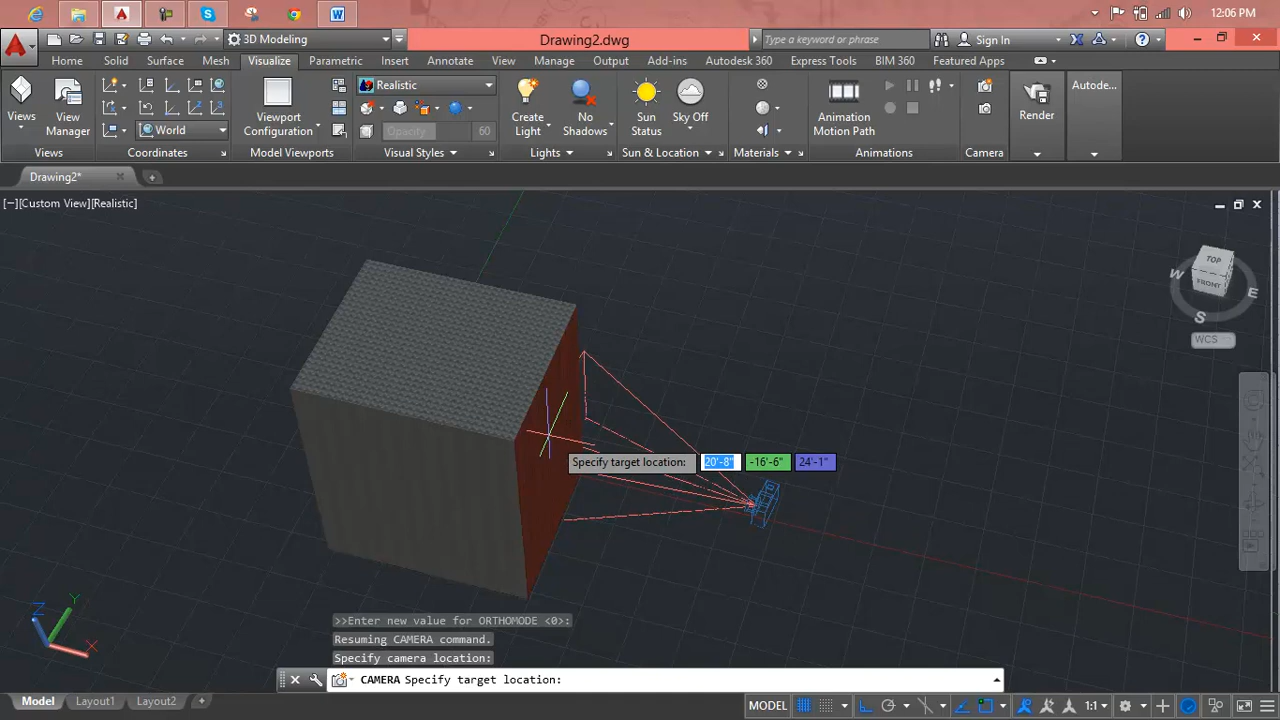 12:06 PM
3D Modeling
Drawing2.dwg
Type a keyword or phrase
Sign In
Home
Solid
Surface
Mesh
Visualize
Parametric
Insert
Annotate
View
Manage
Output
Add-ins
Autodesk 360
Express Tools
BIM 360
Featured Apps
Views
View
Manager
World
Viewport
Configuration
Realistic
Opacity
60
Create
Light
No
Shadows
Sun
Status
Sky Off
Animation
Motion Path
Render
Autode...
Views
Coordinates
Model Viewports
Visual Styles
Lights
Sun & Location
Materials
Animations
Camera
Drawing2*
[−][Custom View][Realistic]
TOP
FRONT
W
E
S
WCS
Specify target location:
20'-8"
-16'-6"
24'-1"
Z
Y
X
>>Enter new value for ORTHOMODE <0>:
Resuming CAMERA command.
Specify camera location:
CAMERA Specify target location:
Model
Layout1
Layout2
MODEL
1:1